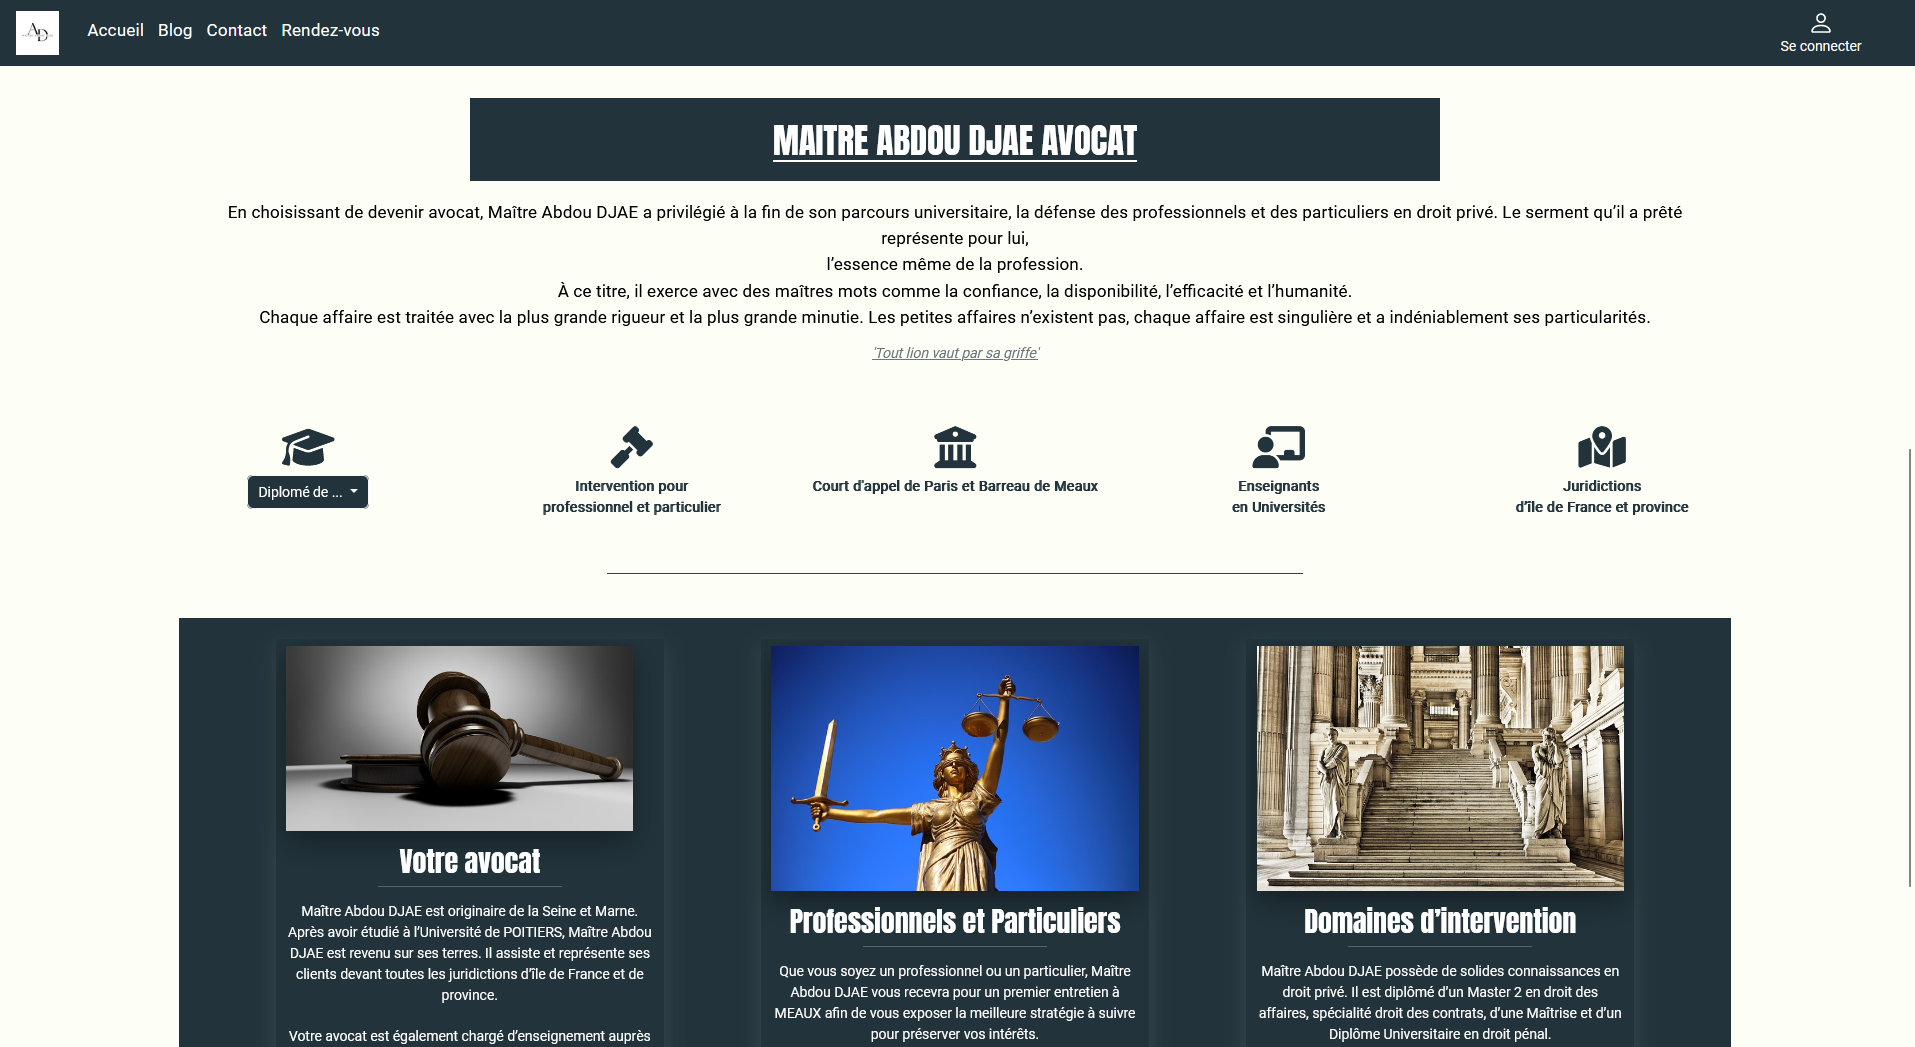 AD
Accueil Blog Contact Rendez-vous
Se connecter
MAITRE ABDOU DJAE AVOCAT
En choisissant de devenir avocat, Maître Abdou DJAE a privilégié à la fin de son parcours universitaire, la défense des professionnels et des particuliers en droit privé. Le serment qu’il a prêté
représente pour lui,
l’essence même de la profession.
À ce titre, il exerce avec des maîtres mots comme la confiance, la disponibilité, l’efficacité et l’humanité.
Chaque affaire est traitée avec la plus grande rigueur et la plus grande minutie. Les petites affaires n’existent pas, chaque affaire est singulière et a indéniablement ses particularités.
'Tout lion vaut par sa griffe'
Diplomé de ...
Intervention pour
professionnel et particulier
Court d'appel de Paris et Barreau de Meaux
Enseignants
en Universités
Juridictions
d’île de France et province
Votre avocat
Maître Abdou DJAE est originaire de la Seine et Marne.
Après avoir étudié à l’Université de POITIERS, Maître Abdou
DJAE est revenu sur ses terres. Il assiste et représente ses
clients devant toutes les juridictions d’île de France et de
province.
Votre avocat est également chargé d’enseignement auprès
Professionnels et Particuliers
Que vous soyez un professionnel ou un particulier, Maître
Abdou DJAE vous recevra pour un premier entretien à
MEAUX afin de vous exposer la meilleure stratégie à suivre
pour préserver vos intérêts.
Domaines d’intervention
Maître Abdou DJAE possède de solides connaissances en
droit privé. Il est diplômé d’un Master 2 en droit des
affaires, spécialité droit des contrats, d’une Maîtrise et d’un
Diplôme Universitaire en droit pénal.